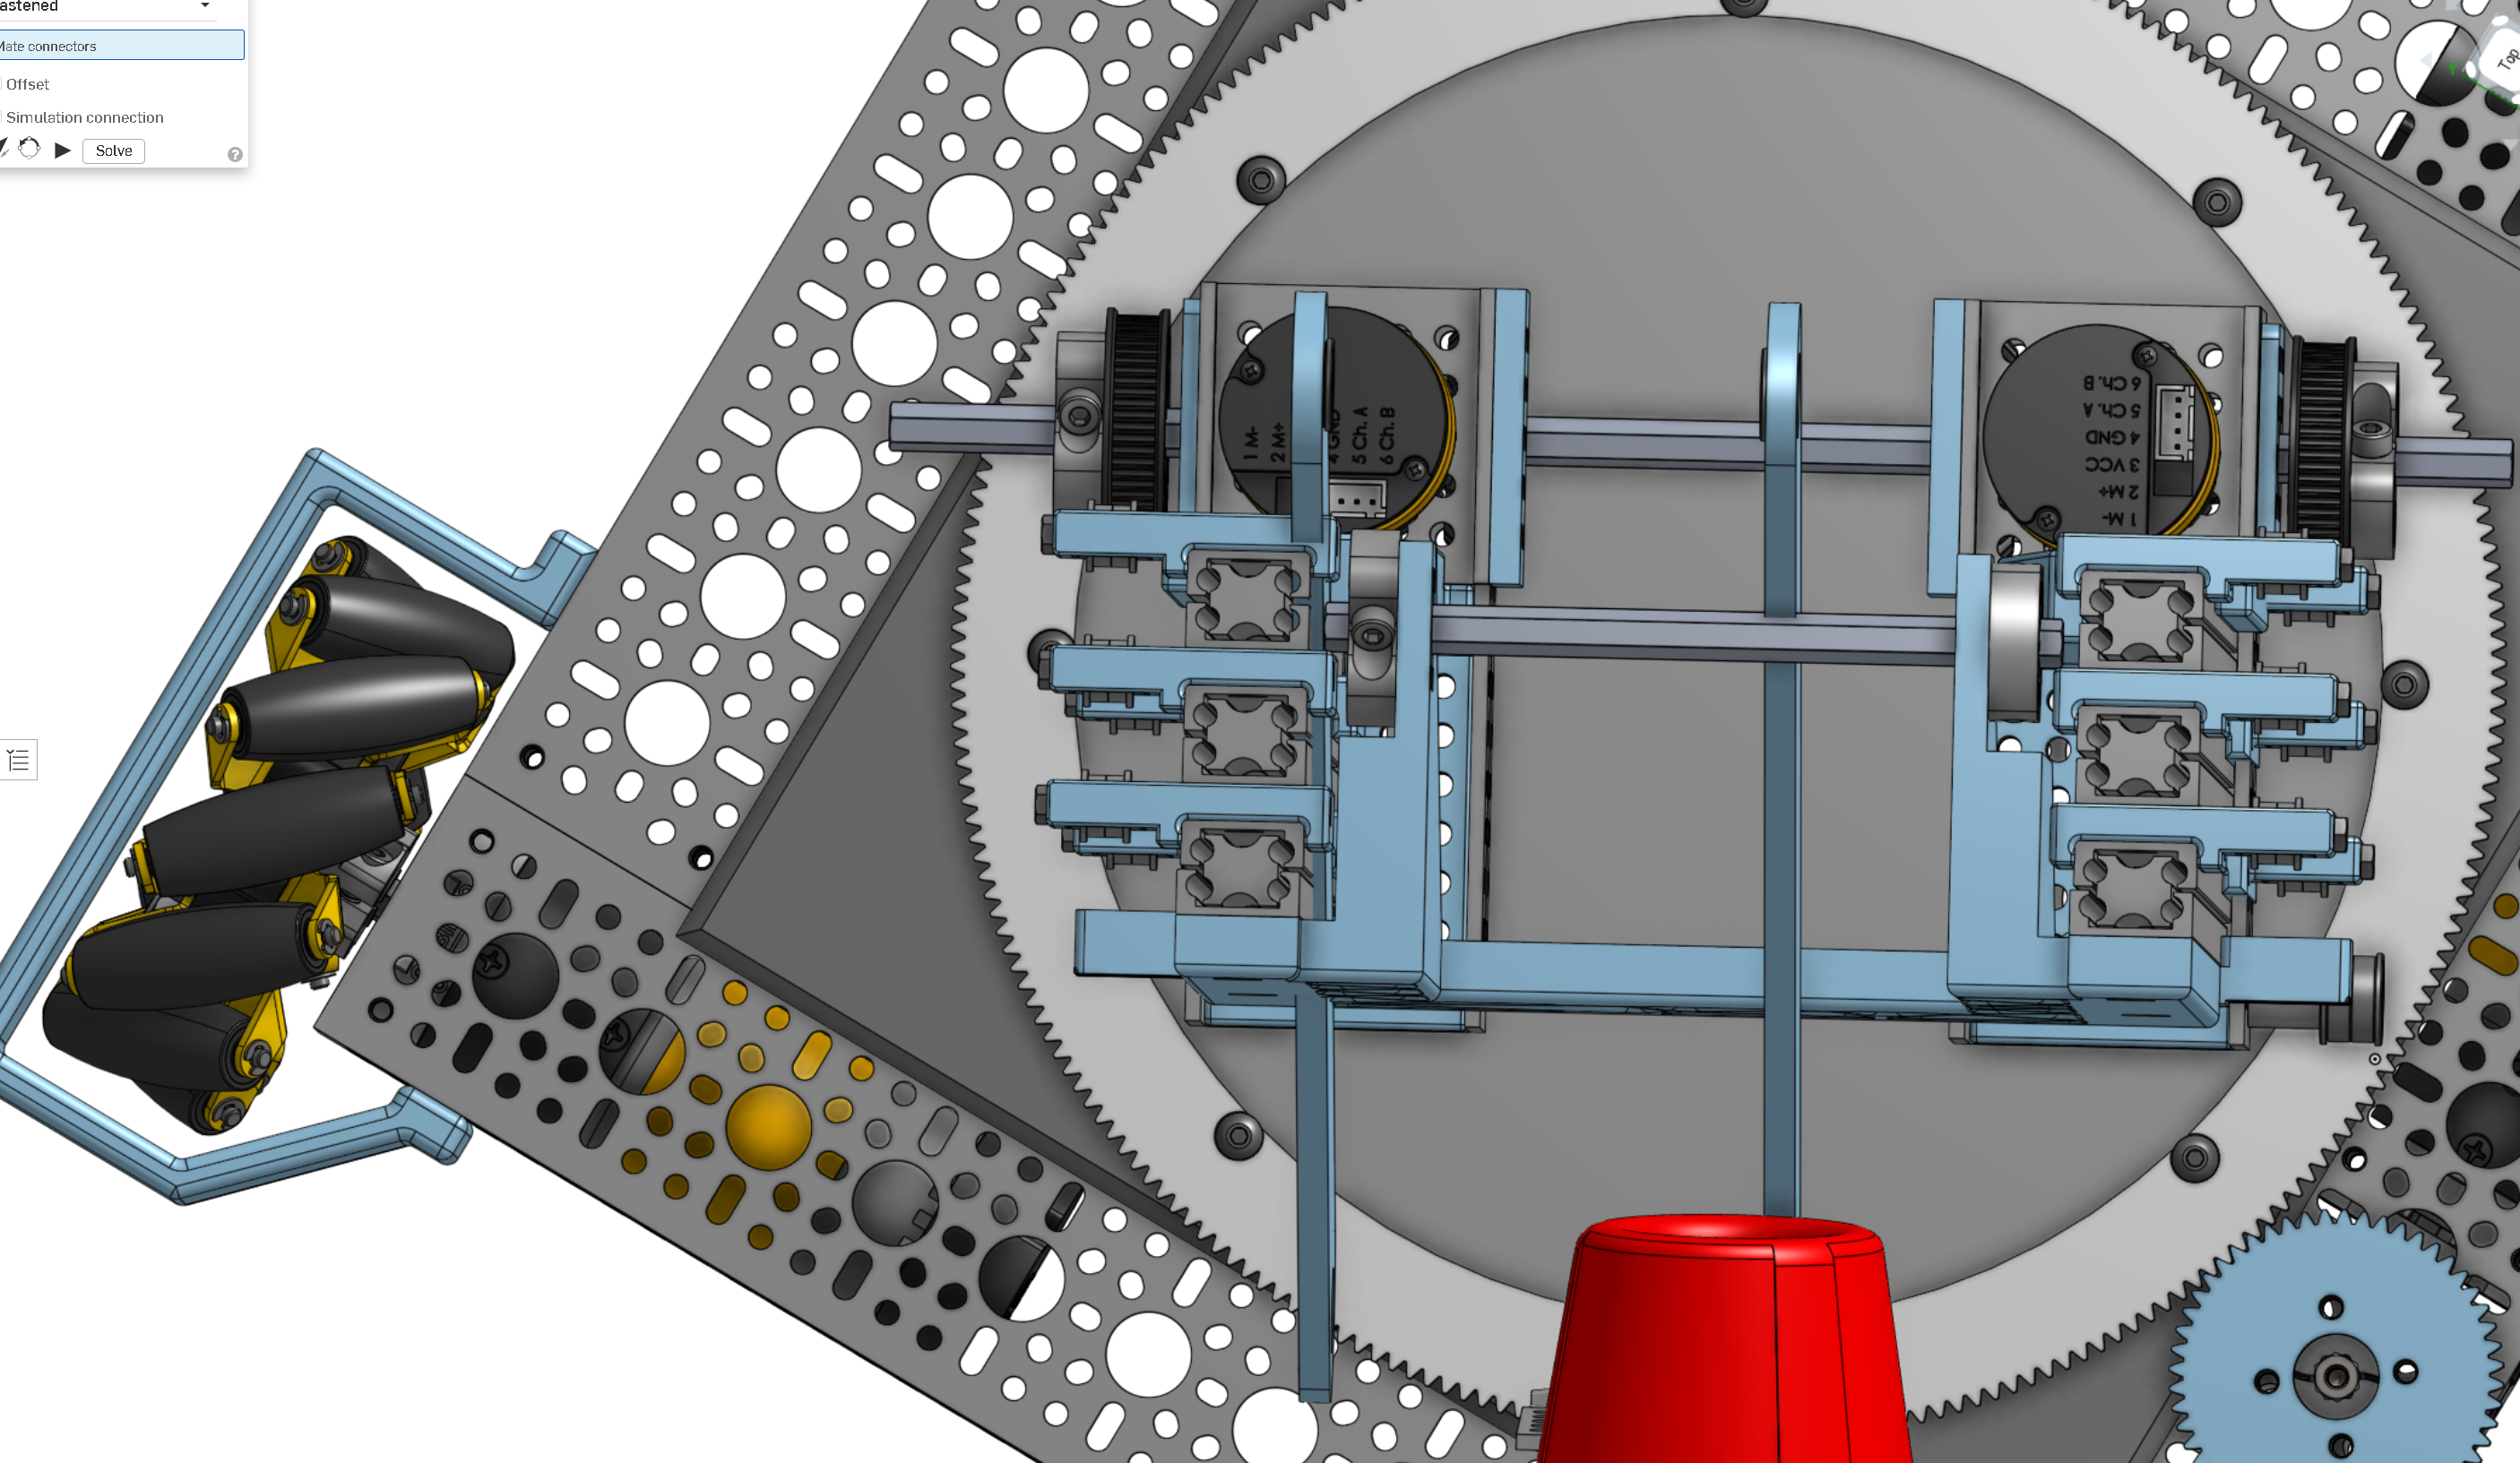 astened
Mate connectors
Offset
Simulation connection
Solve
?
Top
Y
1 M-
2 M+
4 GND
5 Ch. A
6 Ch. B
6 Ch. B
5 Ch. A
4 GND
3 VCC
2 M+
1 M-